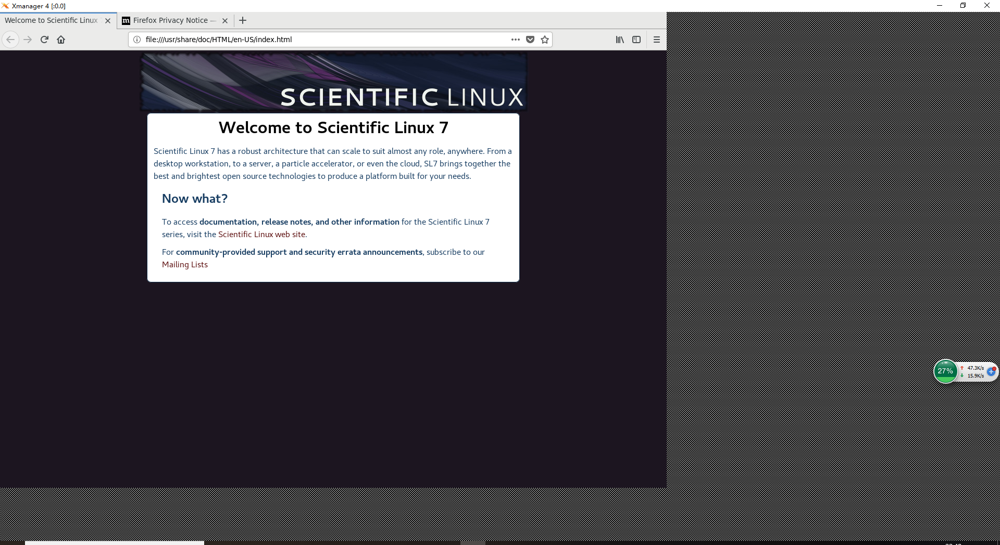 Xmanager 4 [:0.0]
Welcome to Scientific Linux
Firefox Privacy Notice —
file:///usr/share/doc/HTML/en-US/index.html
SCIENTIFIC LINUX
Welcome to Scientific Linux 7
Scientific Linux 7 has a robust architecture that can scale to suit almost any role, anywhere. From a
desktop workstation, to a server, a particle accelerator, or even the cloud, SL7 brings together the
best and brightest open source technologies to produce a platform built for your needs.
Now what?
To access documentation, release notes, and other information for the Scientific Linux 7
series, visit the Scientific Linux web site.
For community-provided support and security errata announcements, subscribe to our
Mailing Lists
27%
47.3K/s
15.9K/s